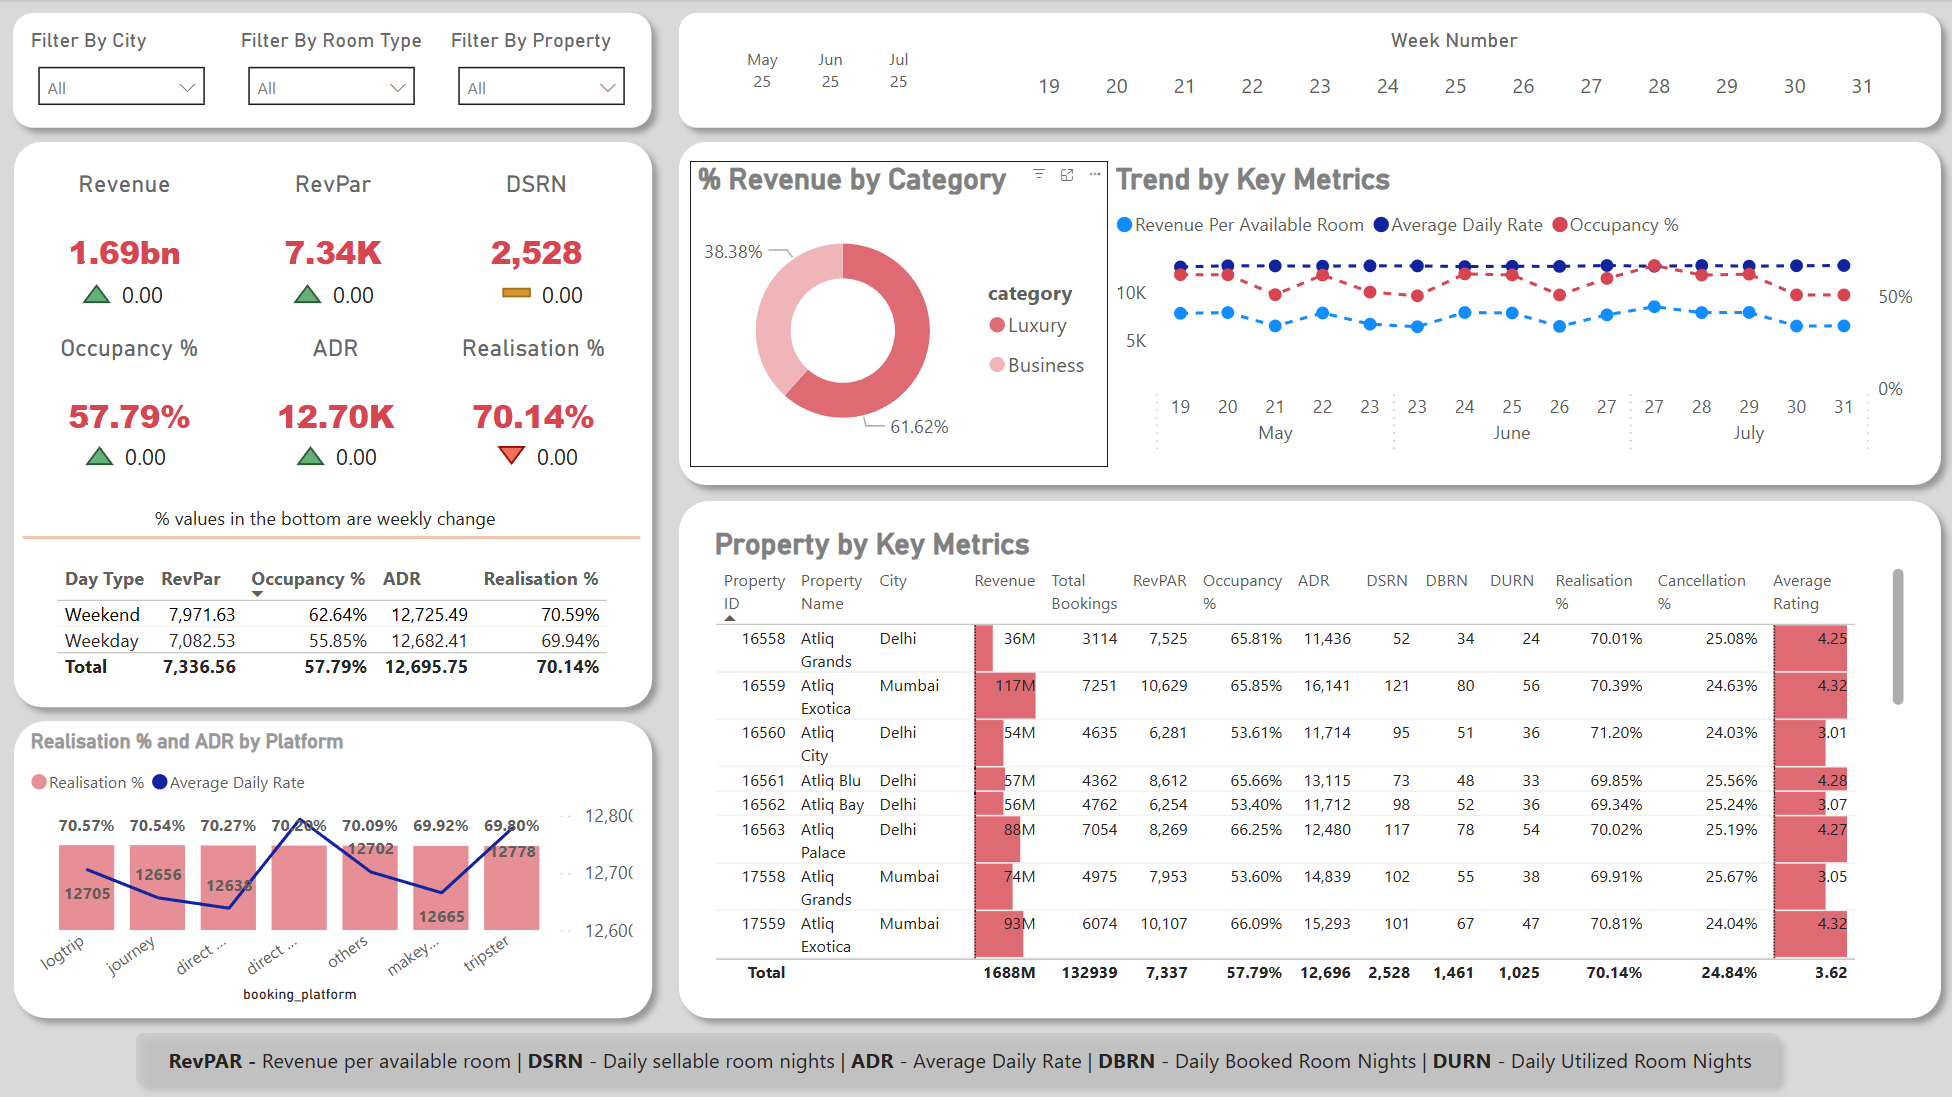 Filter By City
Filter By Room Type
Filter By Property
All
All
All
May
25
Jun
25
Jul
25
Week Number
19 20 21 22 23 24 25 26 27 28 29 30 31
Revenue RevPar DSRN
1.69bn 7.34K 2,528
0.00 0.00 0.00
Occupancy % ADR Realisation %
57.79% 12.70K 70.14%
0.00 0.00 0.00
% values in the bottom are weekly change
Day Type RevPar Occupancy % ADR Realisation %
Weekend 7,971.63 62.64% 12,725.49 70.59%
Weekday 7,082.53 55.85% 12,682.41 69.94%
Total 7,336.56 57.79% 12,695.75 70.14%
% Revenue by Category
38.38%
61.62%
category
Luxury
Business
Trend by Key Metrics
Revenue Per Available Room Average Daily Rate Occupancy %
10K
5K
50%
0%
19 20 21 22 23 23 24 25 26 27 27 28 29 30 31
May June July
Realisation % and ADR by Platform
Realisation % Average Daily Rate
70.57% 70.54% 70.27% 70.20% 70.09% 69.92% 69.80%
12705 12656 12638 12702 12665 12778
12,800
12,700
12,600
logtrip journey direct ... direct ... others makey... tripster
booking_platform
Property by Key Metrics
Property ID Property Name City Revenue Total Bookings RevPAR Occupancy % ADR DSRN DBRN DURN Realisation % Cancellation % Average Rating
16558 Atliq Grands Delhi 36M 3114 7,525 65.81% 11,436 52 34 24 70.01% 25.08% 4.25
16559 Atliq Exotica Mumbai 117M 7251 10,629 65.85% 16,141 121 80 56 70.39% 24.63% 4.32
16560 Atliq City Delhi 54M 4635 6,281 53.61% 11,714 95 51 36 71.20% 24.03% 3.01
16561 Atliq Blu Delhi 57M 4362 8,612 65.66% 13,115 73 48 33 69.85% 25.56% 4.28
16562 Atliq Bay Delhi 56M 4762 6,254 53.40% 11,712 98 52 36 69.34% 25.24% 3.07
16563 Atliq Palace Delhi 88M 7054 8,269 66.25% 12,480 117 78 54 70.02% 25.19% 4.27
17558 Atliq Grands Mumbai 74M 4975 7,953 53.60% 14,839 102 55 38 69.91% 25.67% 3.05
17559 Atliq Exotica Mumbai 93M 6074 10,107 66.09% 15,293 101 67 47 70.81% 24.04% 4.32
Total 1688M 132939 7,337 57.79% 12,696 2,528 1,461 1,025 70.14% 24.84% 3.62
RevPAR - Revenue per available room | DSRN - Daily sellable room nights | ADR - Average Daily Rate | DBRN - Daily Booked Room Nights | DURN - Daily Utilized Room Nights